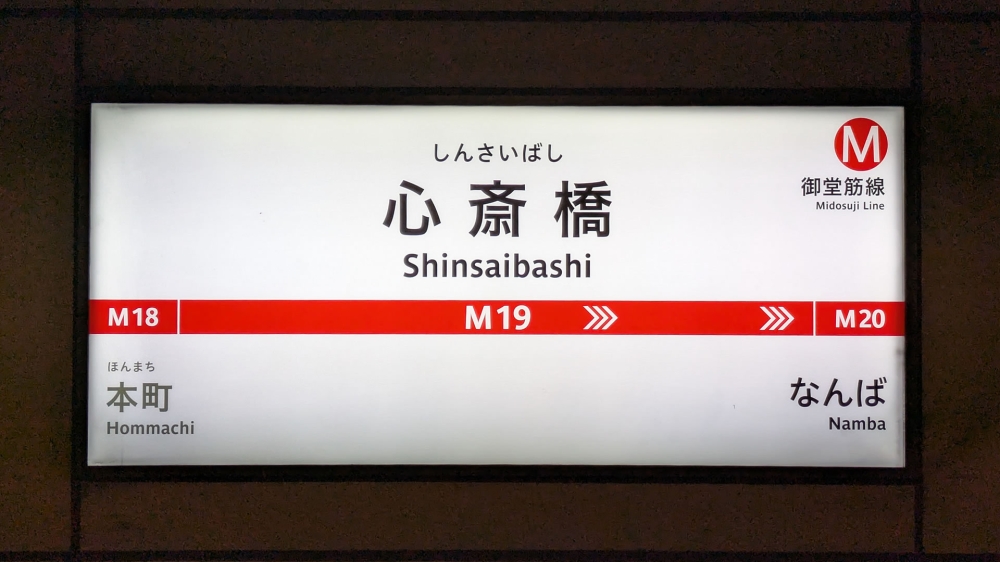 しんさいばし
心斎橋
Shinsaibashi
M
御堂筋線
Midosuji Line
M18
M19
M20
ほんまち
本町
Hommachi
なんば
Namba